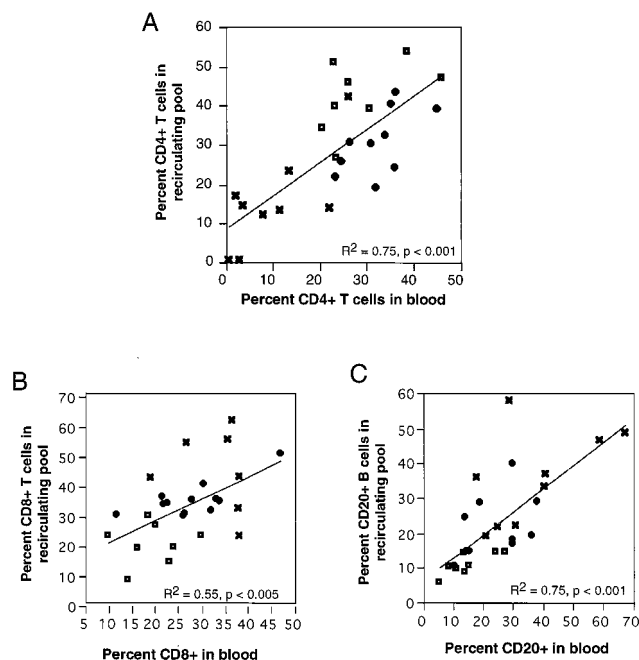 A
Percent CD4+ T cells in
recirculating pool
60
50
40
30
20
10
0
R2 = 0.75, p < 0.001
0 10 20 30 40 50
Percent CD4+ T cells in blood
B
Percent CD8+ T cells in
recirculating pool
70
60
50
40
30
20
10
0
R2 = 0.55, p < 0.005
5 10 15 20 25 30 35 40 45 50
Percent CD8+ in blood
C
Percent CD20+ B cells in
recirculating pool
60
50
40
30
20
10
0
R2 = 0.75, p < 0.001
0 10 20 30 40 50 60 70
Percent CD20+ in blood